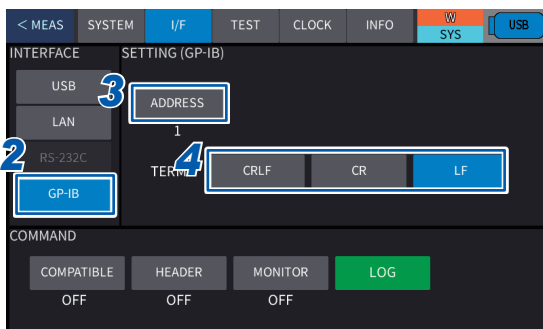 < MEAS SYSTEM I/F TEST CLOCK INFO W SYS USB
INTERFACE SETTING (GP-IB)
USB 3 ADDRESS
LAN 1
2 RS-232C 4
TERM CRLF CR LF
GP-IB
COMMAND
COMPATIBLE HEADER MONITOR LOG
OFF OFF OFF